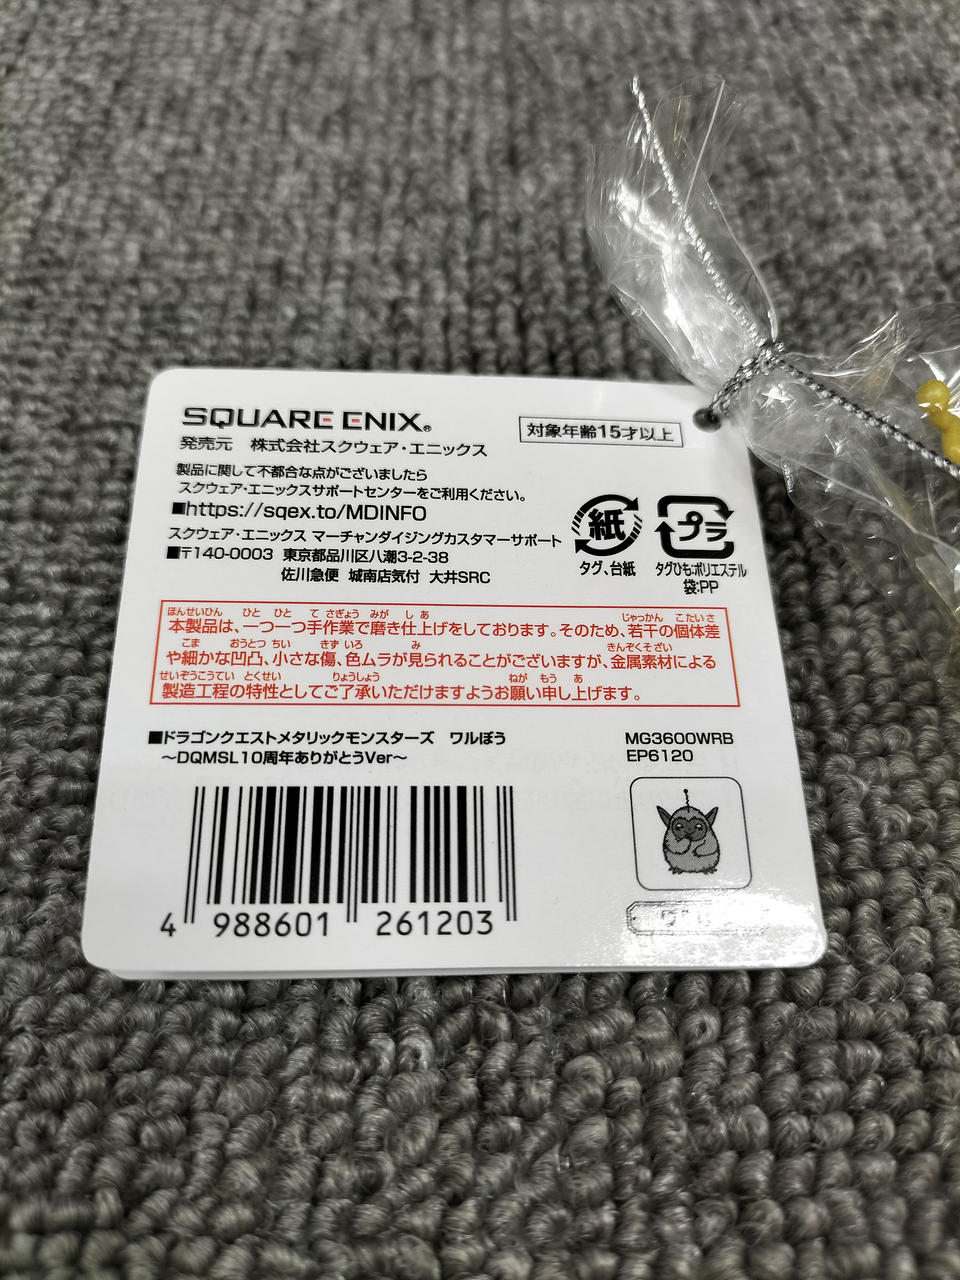 SQUARE ENIX®
発売元 株式会社スクウェア・エニックス
対象年齢15才以上
製品に関して不都合な点がございましたら
スクウェア・エニックスサポートセンターをご利用ください。
■https://sqex.to/MDINFO
スクウェア・エニックス マーチャンダイジングカスタマーサポート
■〒140-0003 東京都品川区八潮3-2-38
佐川急便 城南店気付 大井SRC
紙
タグ、台紙
プラ
タグひも:ポリエステル
袋:PP
ほんせいひん ひと ひと て さぎょう みが し あ じゃっかん こたいさ
本製品は、一つ一つ手作業で磨き仕上げをしております。そのため、若干の個体差
こま おうとつ ちい きず いろ み きんぞくそざい
や細かな凹凸、小さな傷、色ムラが見られることがございますが、金属素材による
せいぞうこうてい とくせい りょうしょう ねが もう あ
製造工程の特性としてご了承いただけますようお願い申し上げます。
■ドラゴンクエストメタリックモンスターズ ワルぼう
〜DQMSL10周年ありがとうVer〜
MG3600WRB
EP6120
4 988601 261203